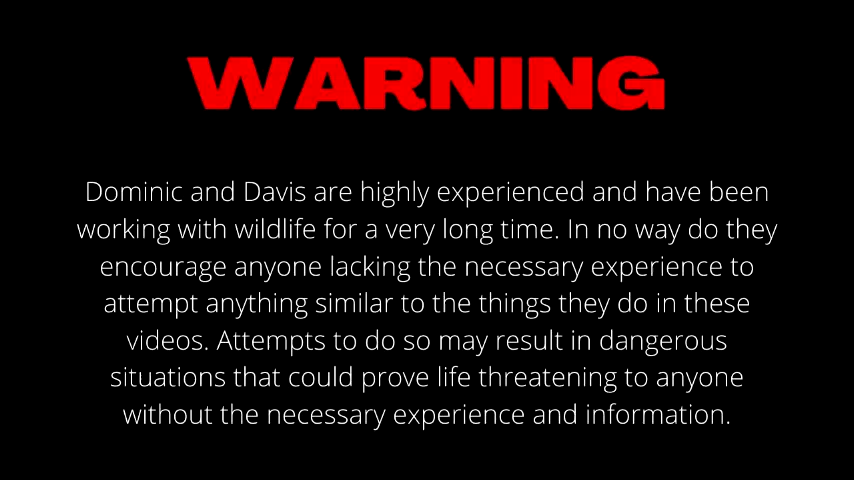 WARNING
Dominic and Davis are highly experienced and have been
working with wildlife for a very long time. In no way do they
encourage anyone lacking the necessary experience to
attempt anything similar to the things they do in these
videos. Attempts to do so may result in dangerous
situations that could prove life threatening to anyone
without the necessary experience and information.